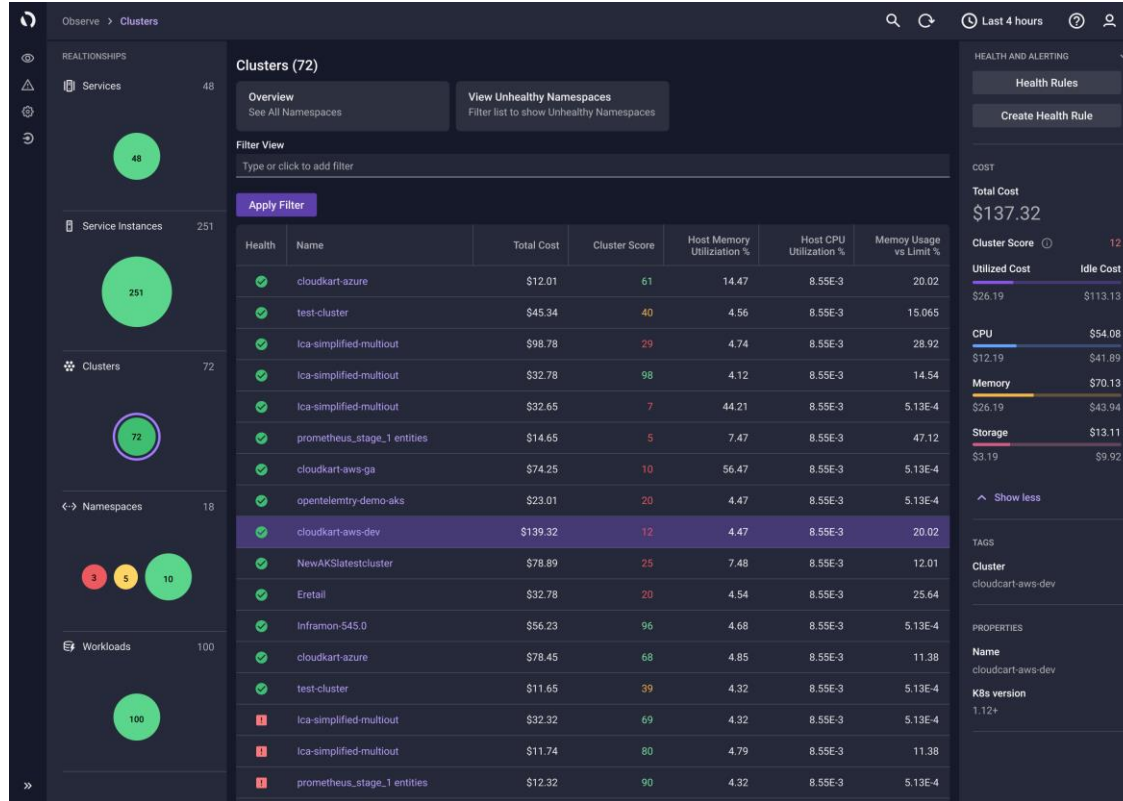 Observe > Clusters
Last 4 hours
REALTIONSHIPS
Services 48
48
Service Instances 251
251
Clusters 72
72
Namespaces 18
3 5 10
Workloads 100
100
Clusters (72)
Overview
See All Namespaces
View Unhealthy Namespaces
Filter list to show Unhealthy Namespaces
Filter View
Type or click to add filter
Apply Filter
Health Name Total Cost Cluster Score Host Memory Utiliziation % Host CPU Utilization % Memoy Usage vs Limit %
cloudkart-azure $12.01 61 14.47 8.55E-3 20.02
test-cluster $45.34 40 4.56 8.55E-3 15.065
Ica-simplified-multiout $98.78 29 4.74 8.55E-3 28.92
Ica-simplified-multiout $32.78 98 4.12 8.55E-3 14.54
Ica-simplified-multiout $32.65 7 44.21 8.55E-3 5.13E-4
prometheus_stage_1 entities $14.65 5 7.47 8.55E-3 47.12
cloudkart-aws-ga $74.25 10 56.47 8.55E-3 5.13E-4
opentelemtry-demo-aks $23.01 20 4.47 8.55E-3 5.13E-4
cloudkart-aws-dev $139.32 12 4.47 8.55E-3 20.02
NewAKSlatestcluster $78.89 25 7.48 8.55E-3 12.01
Eretail $32.78 20 4.54 8.55E-3 25.64
Inframon-545.0 $56.23 96 4.68 8.55E-3 5.13E-4
cloudkart-azure $78.45 68 4.85 8.55E-3 11.38
test-cluster $11.65 39 4.32 8.55E-3 5.13E-4
Ica-simplified-multiout $32.32 69 4.32 8.55E-3 5.13E-4
Ica-simplified-multiout $11.74 80 4.79 8.55E-3 11.38
prometheus_stage_1 entities $12.32 90 4.32 8.55E-3 5.13E-4
HEALTH AND ALERTING
Health Rules
Create Health Rule
COST
Total Cost
$137.32
Cluster Score 12
Utilized Cost Idle Cost
$26.19 $113.13
CPU $54.08
$12.19 $41.89
Memory $70.13
$26.19 $43.94
Storage $13.11
$3.19 $9.92
Show less
TAGS
Cluster
cloudcart-aws-dev
PROPERTIES
Name
cloudcart-aws-dev
K8s version
1.12+